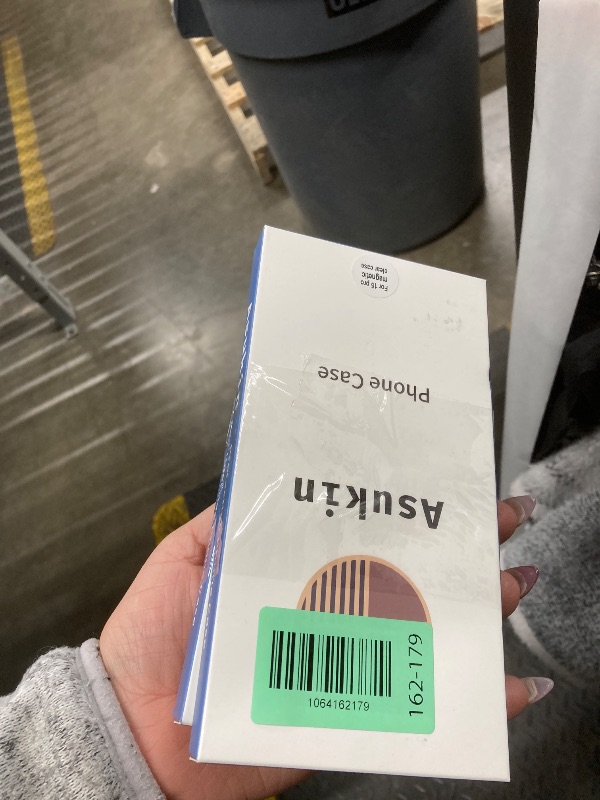 For 15 pro
magnetic
clear case
Phone Case
Asukin
1064162179
162-179